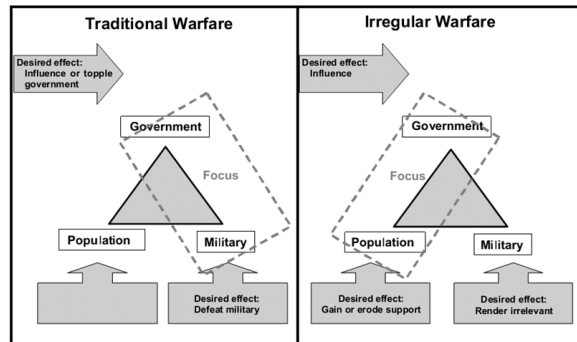 Traditional Warfare
Desired effect:
Influence or topple
government
Government
Focus
Population
Military
Desired effect:
Defeat military
Irregular Warfare
Desired effect:
Influence
Government
Focus
Population
Military
Desired effect:
Gain or erode support
Desired effect:
Render irrelevant